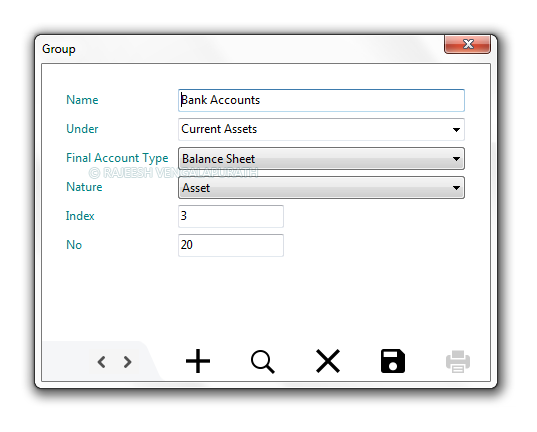 Group
Name Bank Accounts
Under Current Assets
Final Account Type Balance Sheet
© RAJEESH VENGALAPURATH
Nature Asset
Index 3
No 20